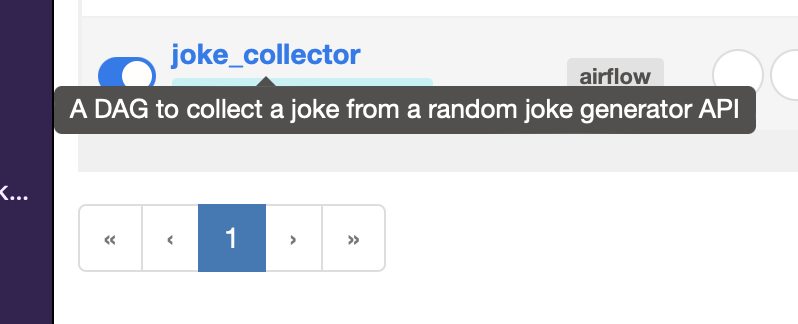 joke_collector
airflow
A DAG to collect a joke from a random joke generator API
k...
« ‹ 1 › »